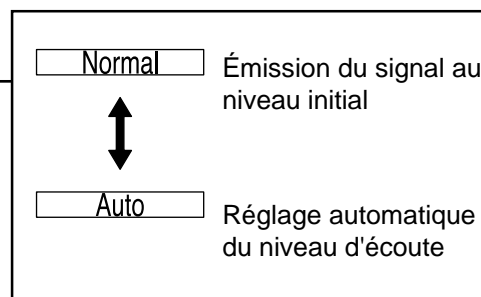 Normal
Émission du signal au
niveau initial
Auto
Réglage automatique
du niveau d'écoute